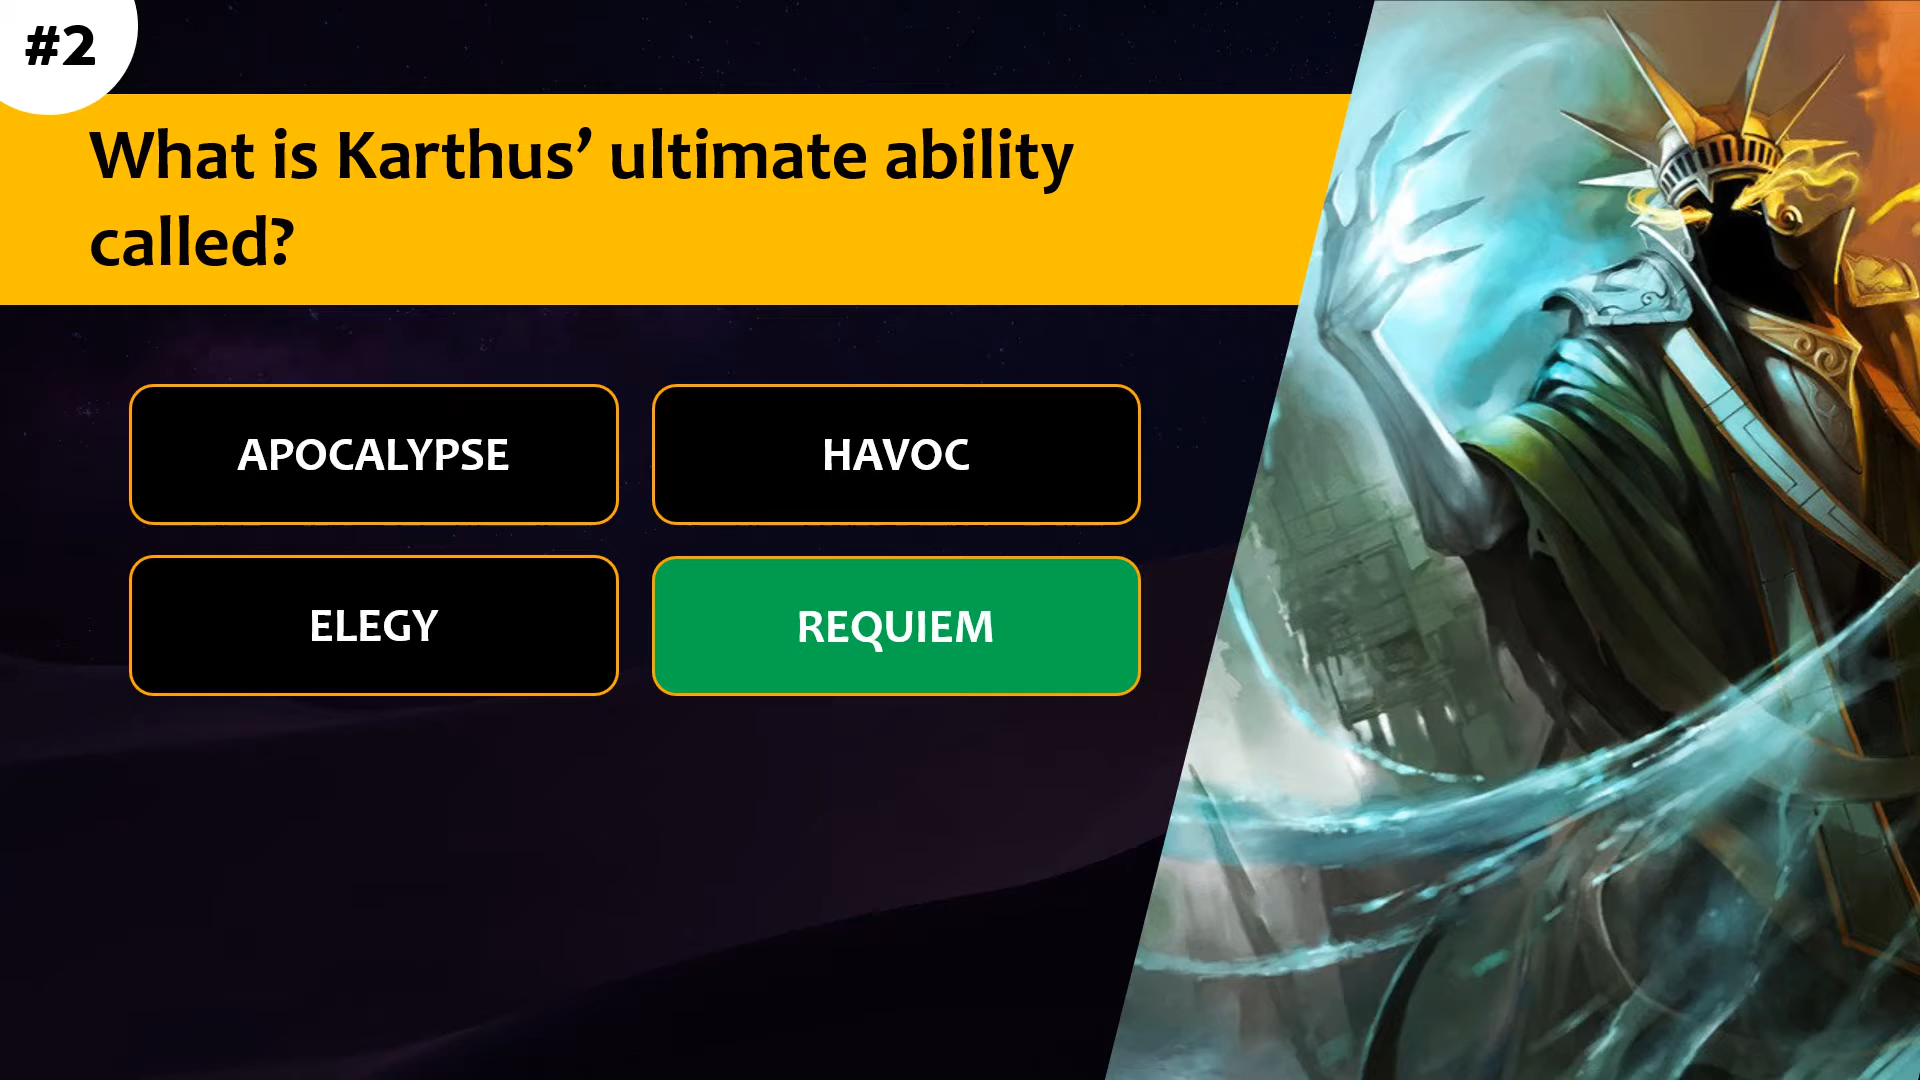 #2
What is Karthus’ ultimate ability
called?
APOCALYPSE
HAVOC
ELEGY
REQUIEM